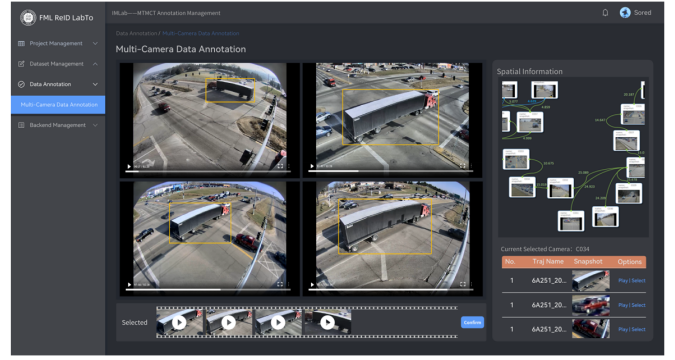 FML ReID LabTo
IMLab——MTMCT Annotation Management
Sored
Project Management
Dataset Management
Data Annotation
Multi-Camera Data Annotation
Backend Management
Data Annotation / Multi-Camera Data Annotation
Multi-Camera Data Annotation
Selected
Confirm
Spatial Information
Current Selected Camera: C034
No. Traj Name Snapshot Options
1 6A251_20... Play | Select
1 6A251_20... Play | Select
1 6A251_20... Play | Select